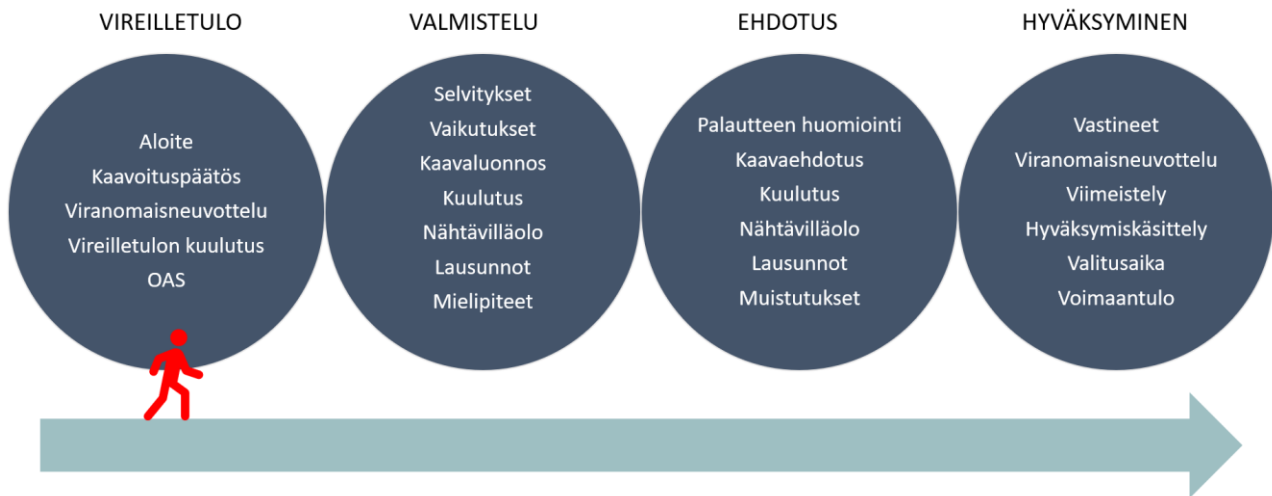 VIREILLETULO
Aloite
Kaavoituspäätös
Viranomaisneuvottelu
Vireilletulon kuulutus
OAS
VALMISTELU
Selvitykset
Vaikutukset
Kaavaluonnos
Kuulutus
Nähtävilläolo
Lausunnot
Mielipiteet
EHDOTUS
Palautteen huomiointi
Kaavaehdotus
Kuulutus
Nähtävilläolo
Lausunnot
Muistutukset
HYVÄKSYMINEN
Vastineet
Viranomaisneuvottelu
Viimeistely
Hyväksymiskäsittely
Valitusaika
Voimaantulo